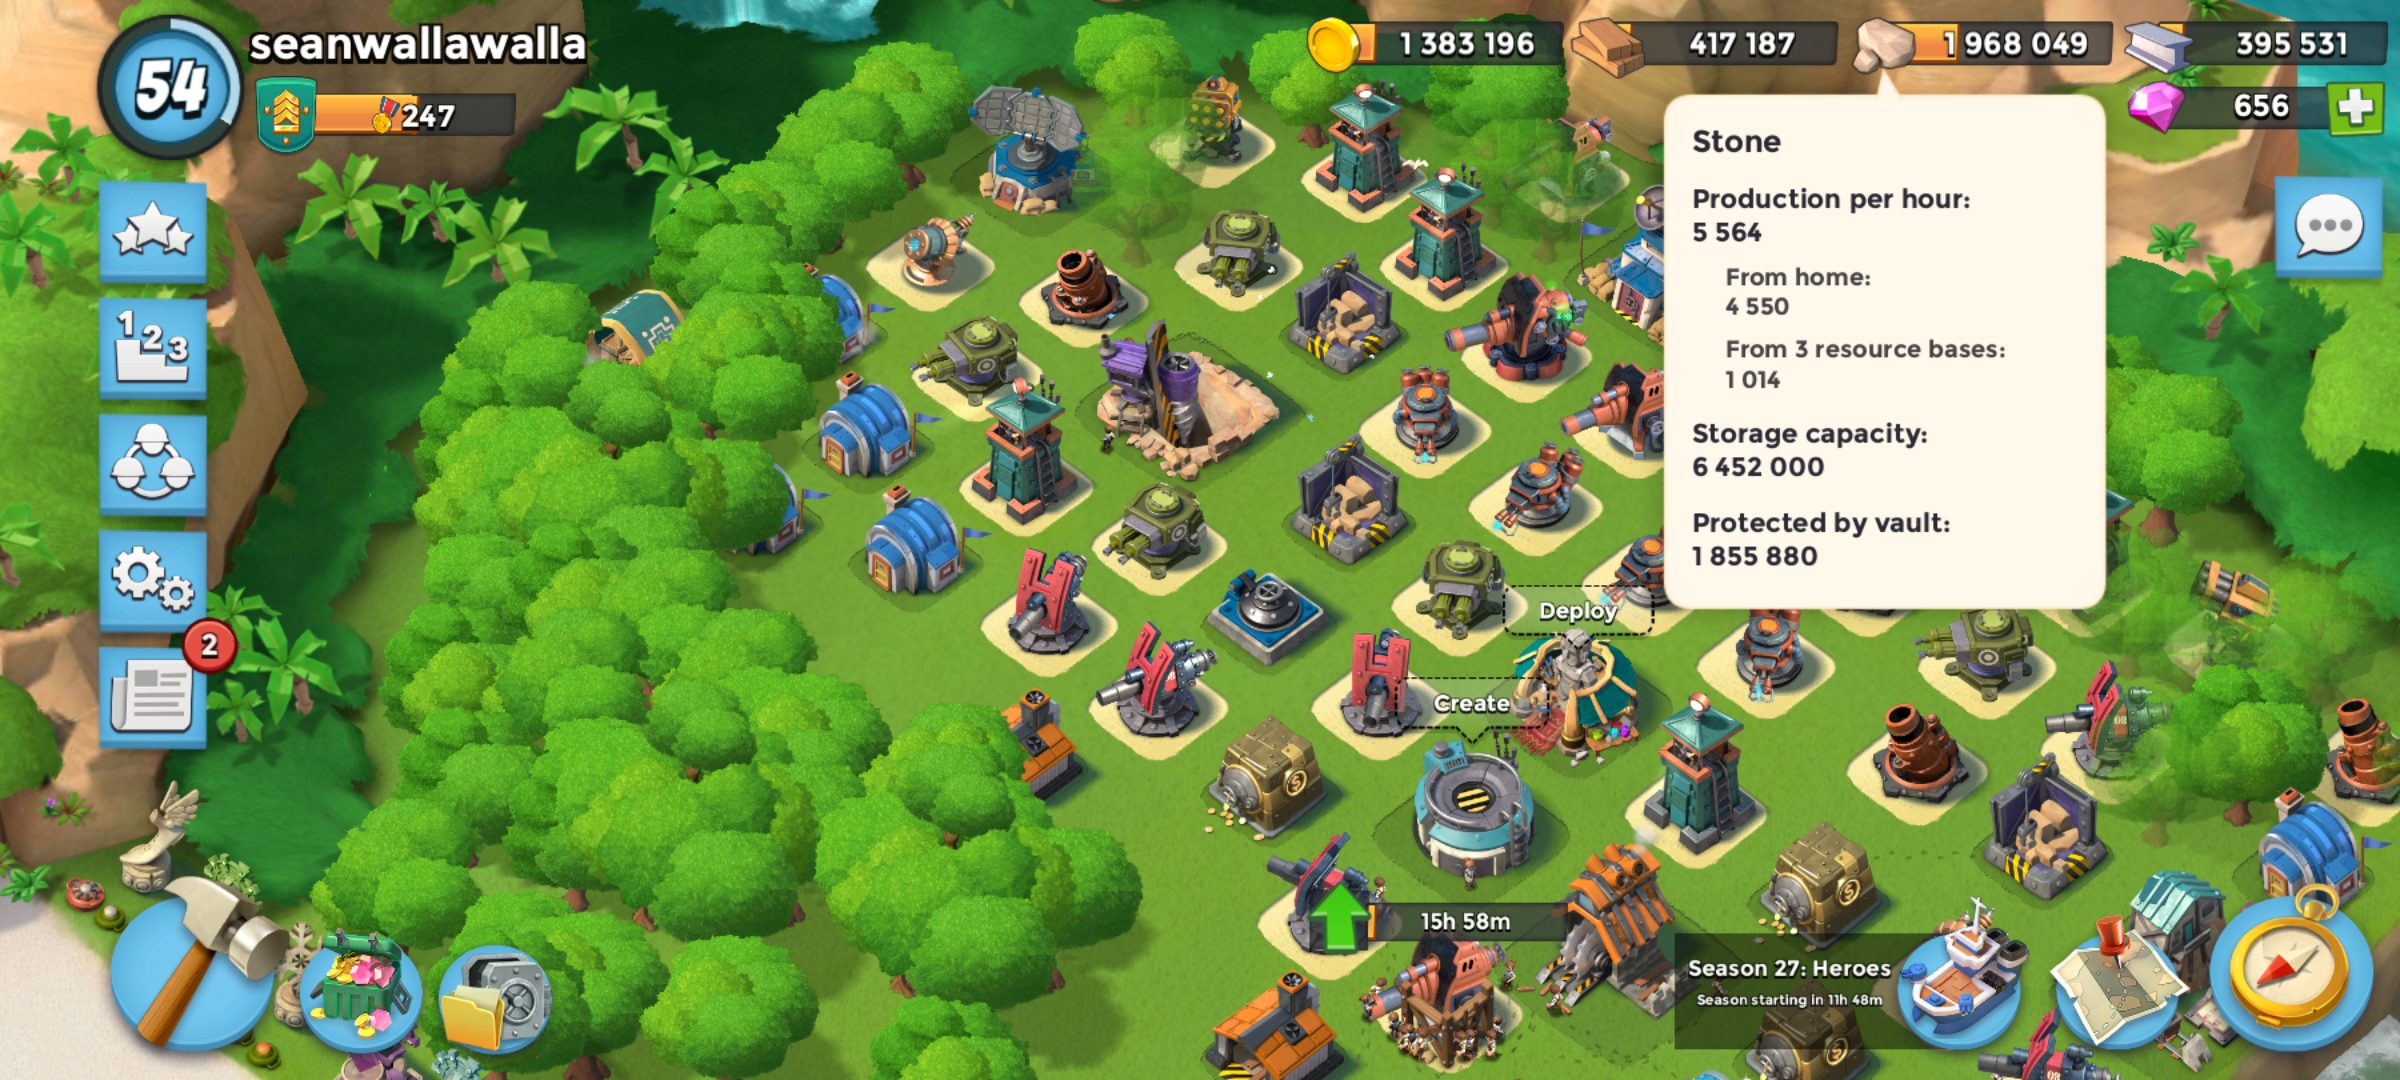 54
seanwallawalla
247
1 383 196
417 187
1 968 049
395 531
656
Stone
Production per hour:
5 564
From home:
4 550
From 3 resource bases:
1 014
Storage capacity:
6 452 000
Protected by vault:
1 855 880
123
2
Deploy
Create
15h 58m
Season 27: Heroes
Season starting in 11h 48m